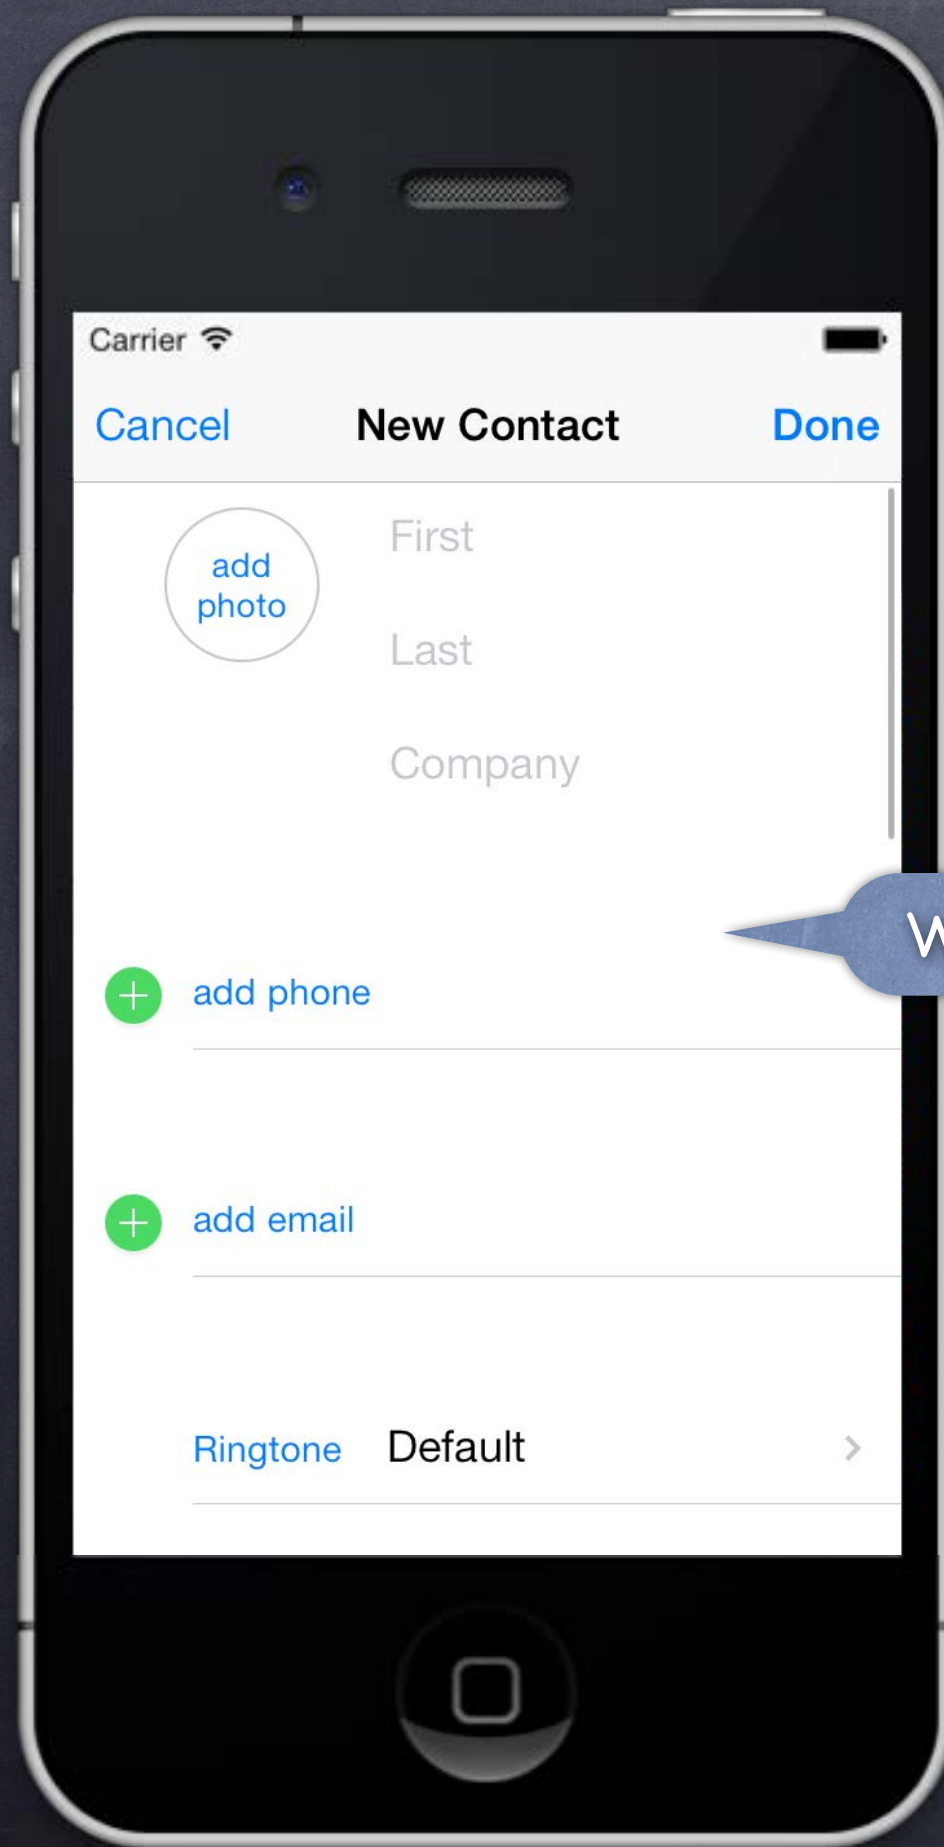 Carrier
Cancel New Contact Done
add
photo
First
Last
Company
add phone
add email
Ringtone Default